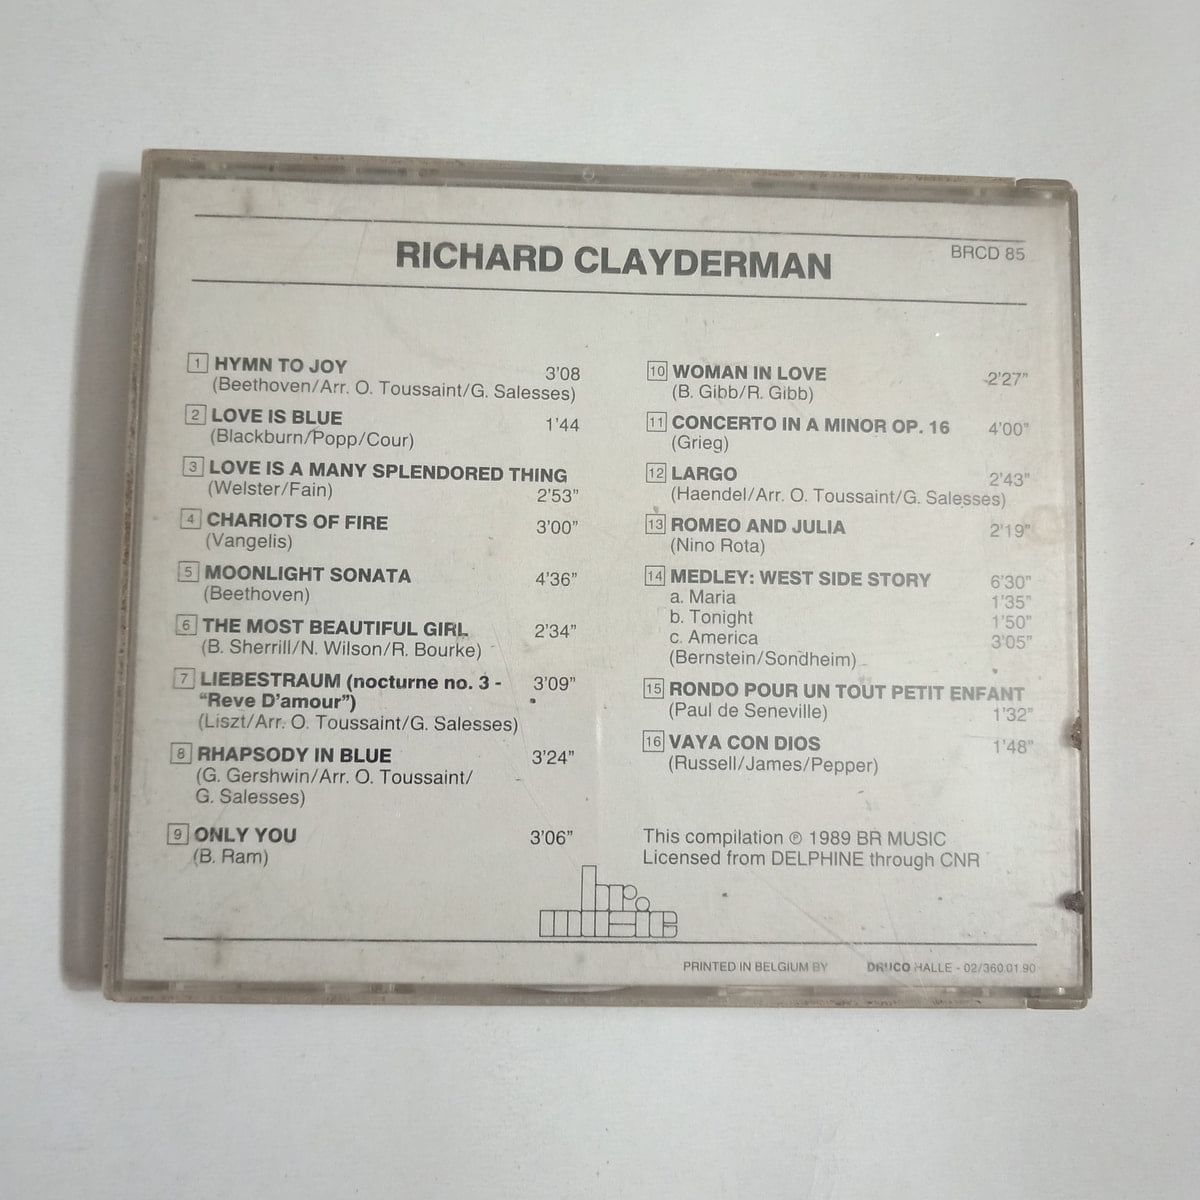 RICHARD CLAYDERMAN
BRCD 85
1 HYMN TO JOY 3'08
(Beethoven/Arr. O. Toussaint/G. Salesses)
2 LOVE IS BLUE 1'44
(Blackburn/Popp/Cour)
3 LOVE IS A MANY SPLENDORED THING
(Welster/Fain) 2'53"
4 CHARIOTS OF FIRE 3'00"
(Vangelis)
5 MOONLIGHT SONATA 4'36"
(Beethoven)
6 THE MOST BEAUTIFUL GIRL 2'34"
(B. Sherrill/N. Wilson/R. Bourke)
7 LIEBESTRAUM (nocturne no. 3 - 3'09"
“Reve D'amour”)
(Liszt/Arr. O. Toussaint/G. Salesses)
8 RHAPSODY IN BLUE 3'24"
(G. Gershwin/Arr. O. Toussaint/
G. Salesses)
9 ONLY YOU 3'06"
(B. Ram)
10 WOMAN IN LOVE 2'27"
(B. Gibb/R. Gibb)
11 CONCERTO IN A MINOR OP. 16 4'00"
(Grieg)
12 LARGO 2'43"
(Haendel/Arr. O. Toussaint/G. Salesses)
13 ROMEO AND JULIA 2'19"
(Nino Rota)
14 MEDLEY: WEST SIDE STORY 6'30"
a. Maria 1'35"
b. Tonight 1'50"
c. America 3'05"
(Bernstein/Sondheim)
15 RONDO POUR UN TOUT PETIT ENFANT
(Paul de Senneville) 1'32"
16 VAYA CON DIOS 1'48"
(Russell/James/Pepper)
This compilation ℗ 1989 BR MUSIC
Licensed from DELPHINE through CNR
br. music
PRINTED IN BELGIUM BY DRUCO HALLE - 02/360.01.90